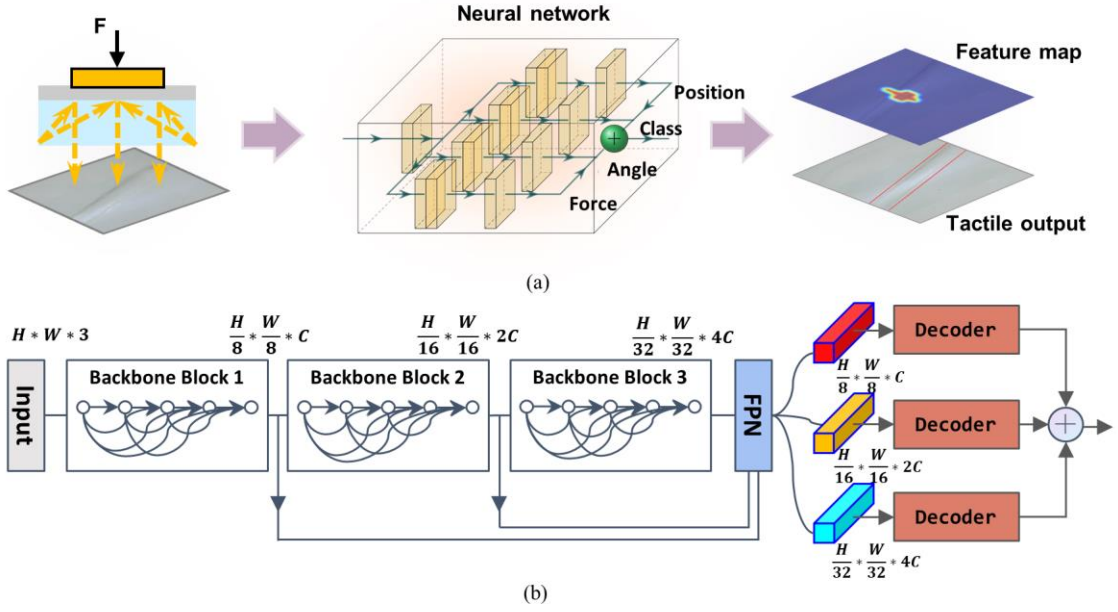 F
Neural network
Position
Class
Angle
Force
Feature map
Tactile output
(a)
H * W * 3
H/8 * W/8 * C
H/16 * W/16 * 2C
H/32 * W/32 * 4C
Input
Backbone Block 1
Backbone Block 2
Backbone Block 3
FPN
Decoder
H/8 * W/8 * C
Decoder
H/16 * W/16 * 2C
Decoder
H/32 * W/32 * 4C
(b)